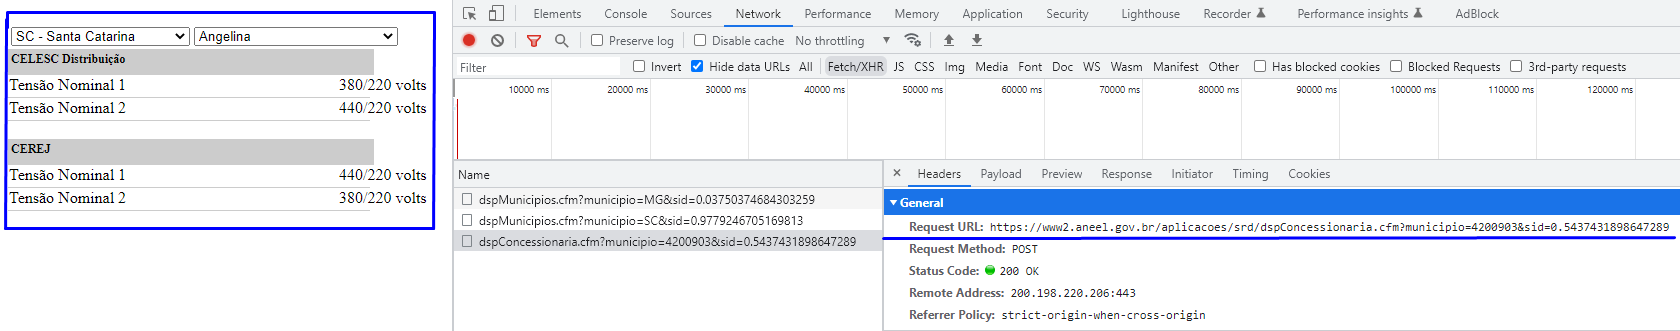 SC - Santa Catarina Angelina
CELESC Distribuição
Tensão Nominal 1 380/220 volts
Tensão Nominal 2 440/220 volts
CEREJ
Tensão Nominal 1 440/220 volts
Tensão Nominal 2 380/220 volts
Elements Console Sources Network Performance Memory Application Security Lighthouse Recorder Performance insights AdBlock
Preserve log Disable cache No throttling
Filter Invert Hide data URLs All Fetch/XHR JS CSS Img Media Font Doc WS Wasm Manifest Other Has blocked cookies Blocked Requests 3rd-party requests
10000 ms 20000 ms 30000 ms 40000 ms 50000 ms 60000 ms 70000 ms 80000 ms 90000 ms 100000 ms 110000 ms 120000 ms
Name
dspMunicipios.cfm?municipio=MG&sid=0.03750374684303259
dspMunicipios.cfm?municipio=SC&sid=0.9779246705169813
dspConcessionaria.cfm?municipio=4200903&sid=0.5437431898647289
× Headers Payload Preview Response Initiator Timing Cookies
General
Request URL: https://www2.aneel.gov.br/aplicacoes/srd/dspConcessionaria.cfm?municipio=4200903&sid=0.5437431898647289
Request Method: POST
Status Code: 200 OK
Remote Address: 200.198.220.206:443
Referrer Policy: strict-origin-when-cross-origin